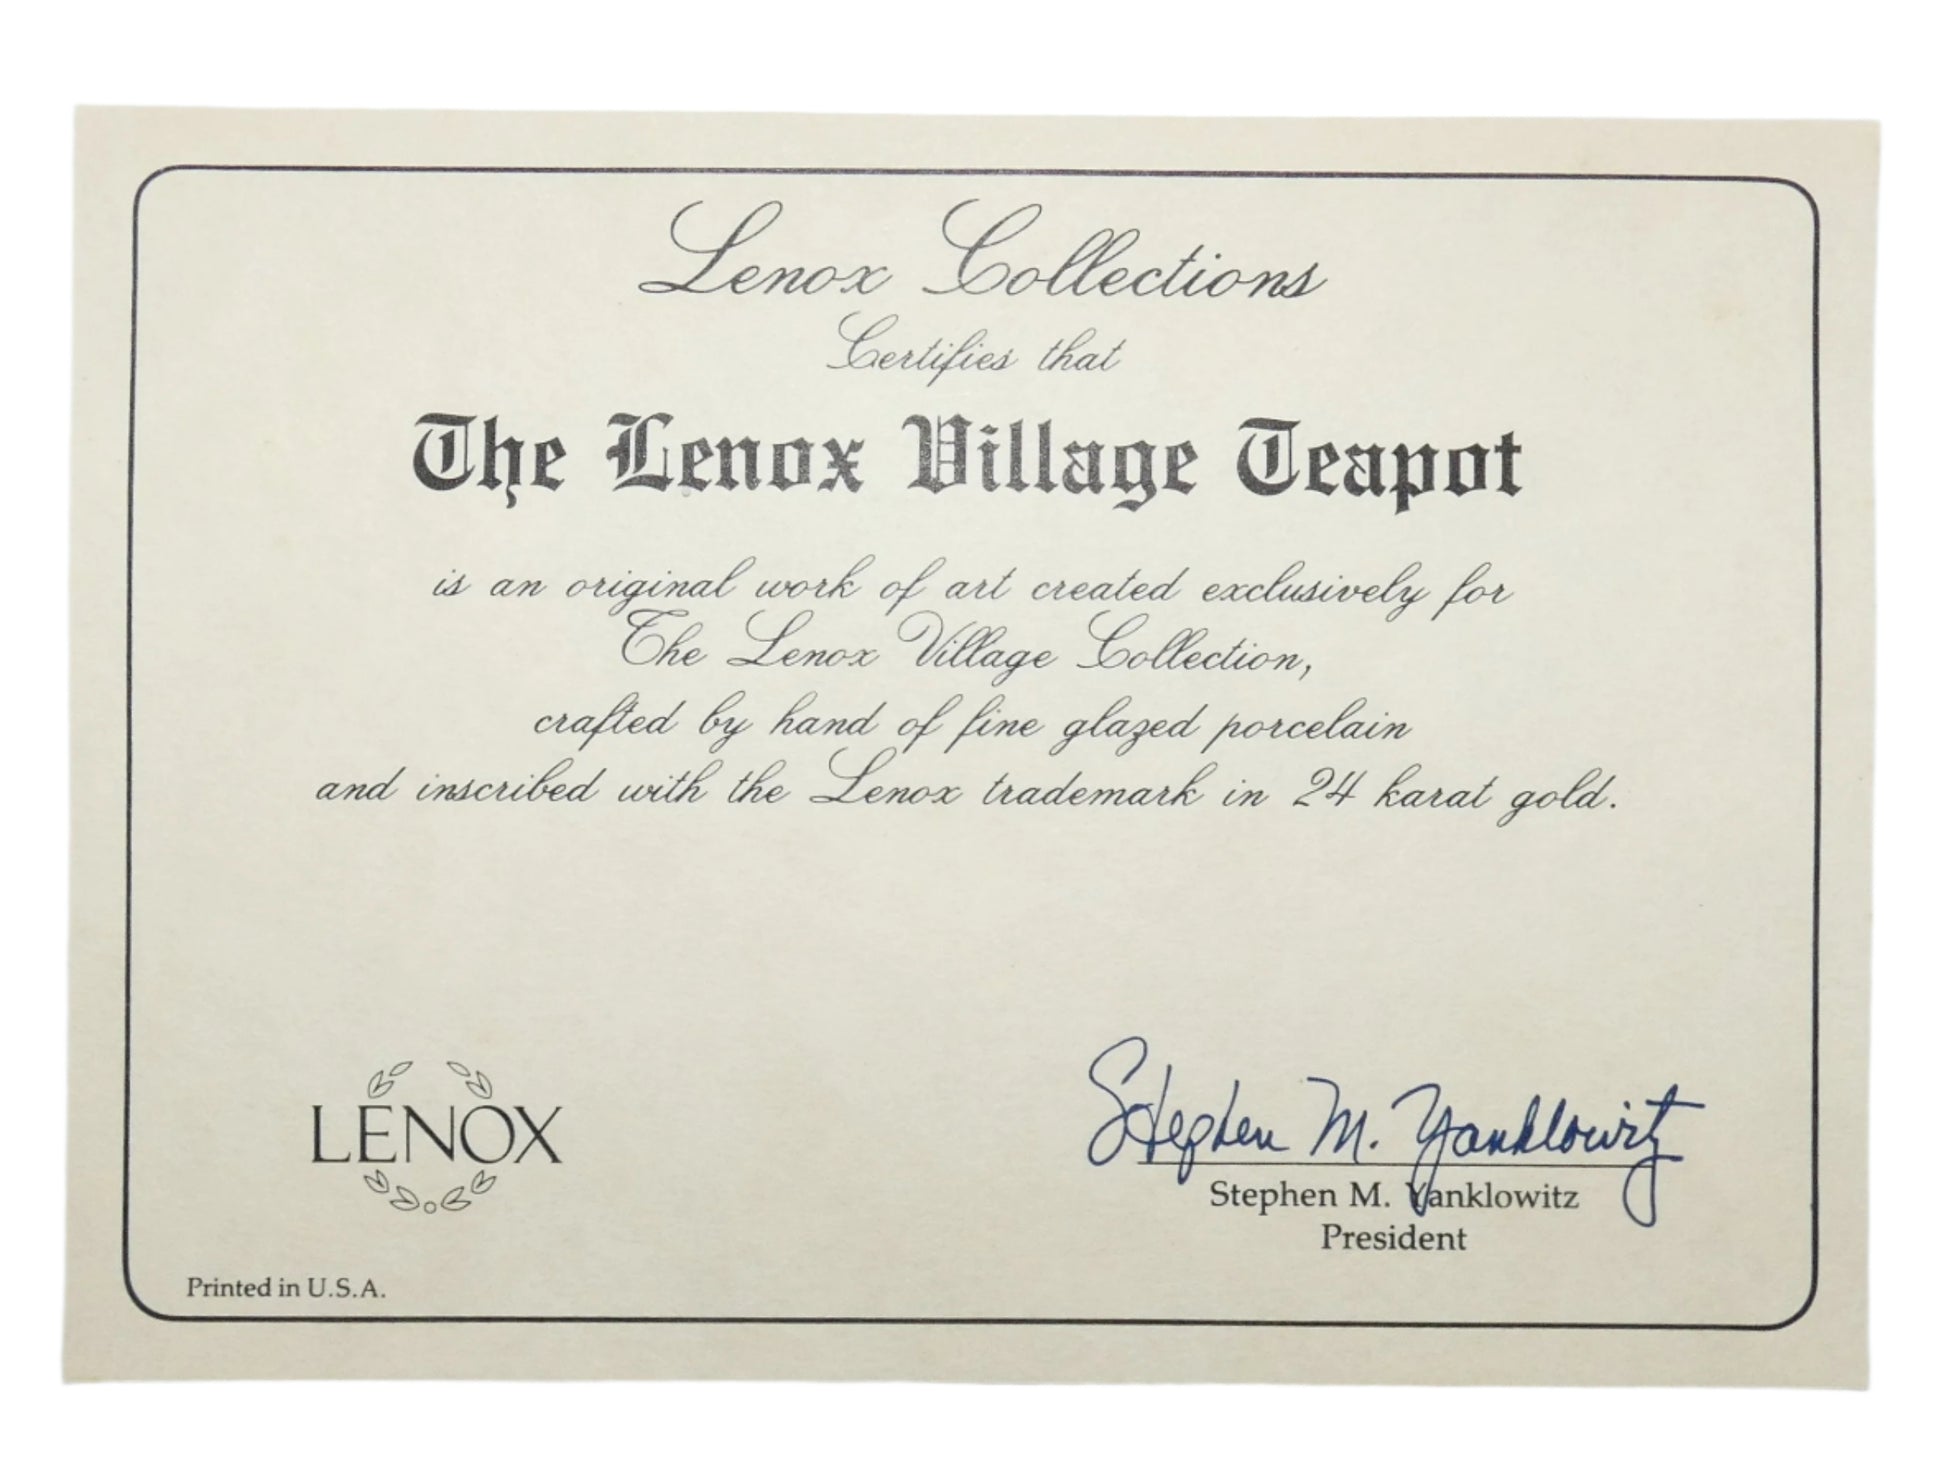 Lenox Collections
Certifies that
The Lenox Village Teapot
is an original work of art created exclusively for
The Lenox Village Collection,
crafted by hand of fine glazed porcelain
and inscribed with the Lenox trademark in 24 karat gold.
LENOX
Stephen M. Yanklowitz
Stephen M. Yanklowitz
President
Printed in U.S.A.